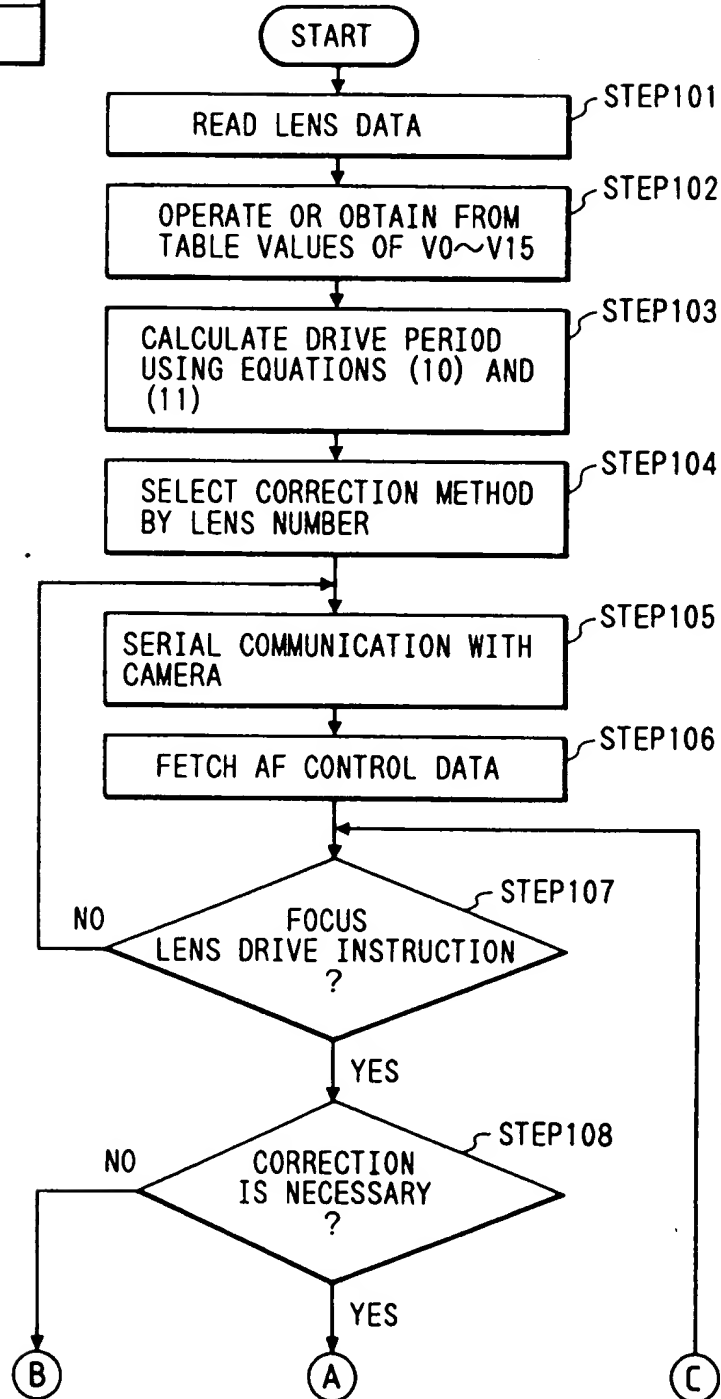 START
STEP101
READ LENS DATA
STEP102
OPERATE OR OBTAIN FROM
TABLE VALUES OF V0~V15
STEP103
CALCULATE DRIVE PERIOD
USING EQUATIONS (10) AND
(11)
STEP104
SELECT CORRECTION METHOD
BY LENS NUMBER
STEP105
SERIAL COMMUNICATION WITH
CAMERA
STEP106
FETCH AF CONTROL DATA
STEP107
NO
FOCUS
LENS DRIVE INSTRUCTION
?
YES
STEP108
NO
CORRECTION
IS NECESSARY
?
YES
B
A
C